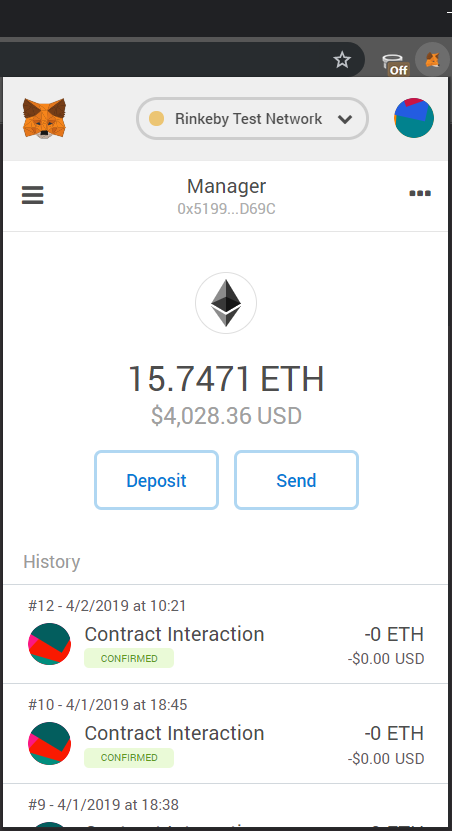 Off
Rinkeby Test Network
Manager
0x5199...D69C
15.7471 ETH
$4,028.36 USD
Deposit
Send
History
#12 - 4/2/2019 at 10:21
Contract Interaction
-0 ETH
CONFIRMED
-$0.00 USD
#10 - 4/1/2019 at 18:45
Contract Interaction
-0 ETH
CONFIRMED
-$0.00 USD
#9 - 4/1/2019 at 18:38